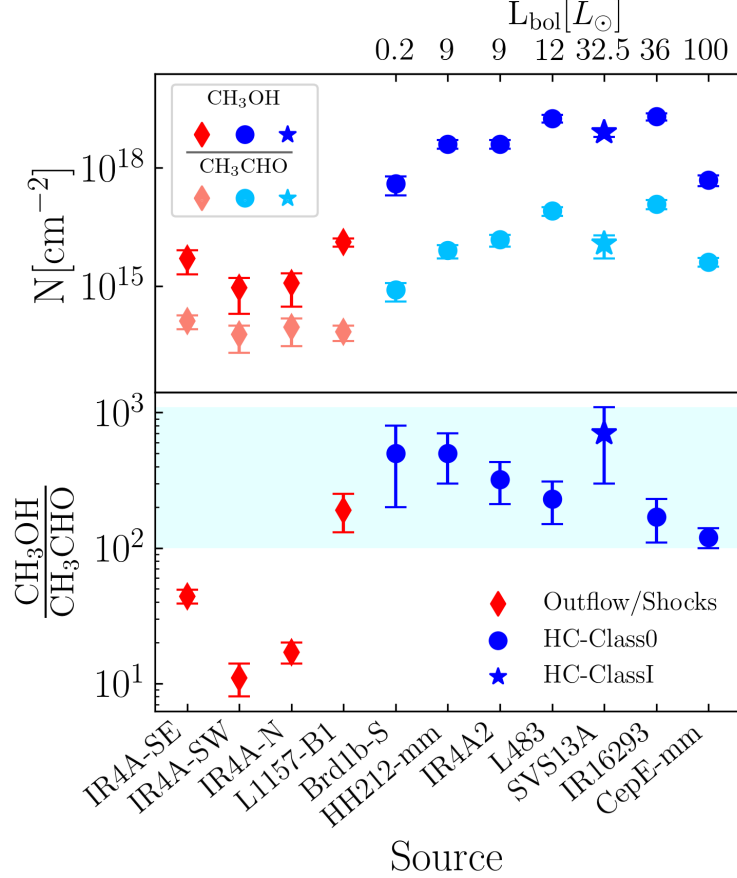 L_bol[L_⊙]
0.2 9 9 12 32.5 36 100
CH₃OH
CH₃CHO
N[cm⁻²]
10¹⁸
10¹⁵
CH₃OH
CH₃CHO
10³
10²
10¹
Outflow/Shocks
HC-Class0
HC-ClassI
IR4A-SE
IR4A-SW
IR4A-N
L1157-B1
Brd1b-S
HH212-mm
IR4A2
L483
SVS13A
IR16293
CepE-mm
Source